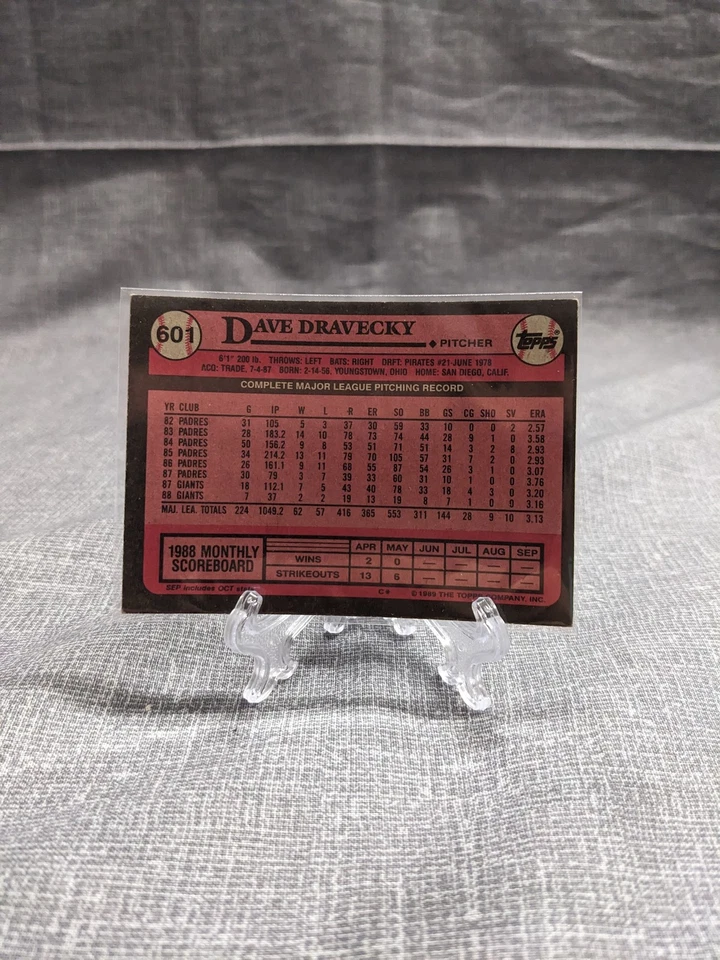 601 DAVE DRAVECKY ♦ PITCHER topps®
6'1" 200 lb. THROWS: LEFT BATS: RIGHT DRFT: PIRATES #21-JUNE 1978
ACQ: TRADE, 7-4-87 BORN: 2-14-56, YOUNGSTOWN, OHIO HOME: SAN DIEGO, CALIF.
COMPLETE MAJOR LEAGUE PITCHING RECORD
YR CLUB G IP W L R ER SO BB GS CG SHO SV ERA
82 PADRES 31 105 5 3 37 30 59 33 10 0 0 2 2.57
83 PADRES 28 183.2 14 10 78 73 74 44 28 9 1 0 3.58
84 PADRES 50 156.2 9 8 53 51 71 51 14 3 2 8 2.93
85 PADRES 34 214.2 13 11 79 70 105 57 31 7 2 0 2.93
86 PADRES 26 161.1 9 11 68 55 87 54 26 3 1 0 3.07
87 PADRES 30 79 3 7 39 33 60 31 10 1 0 0 3.76
87 GIANTS 18 112.1 7 5 43 40 78 33 18 4 3 0 3.20
88 GIANTS 7 37 2 2 19 13 19 8 7 1 0 0 3.16
MAJ. LEA. TOTALS 224 1049.2 62 57 416 365 553 311 144 28 9 10 3.13
1988 MONTHLY SCOREBOARD
APR MAY JUN JUL AUG SEP
WINS 2 0 — — — —
STRIKEOUTS 13 6 — — — —
SEP includes OCT stats C* © 1989 THE TOPPS COMPANY, INC.